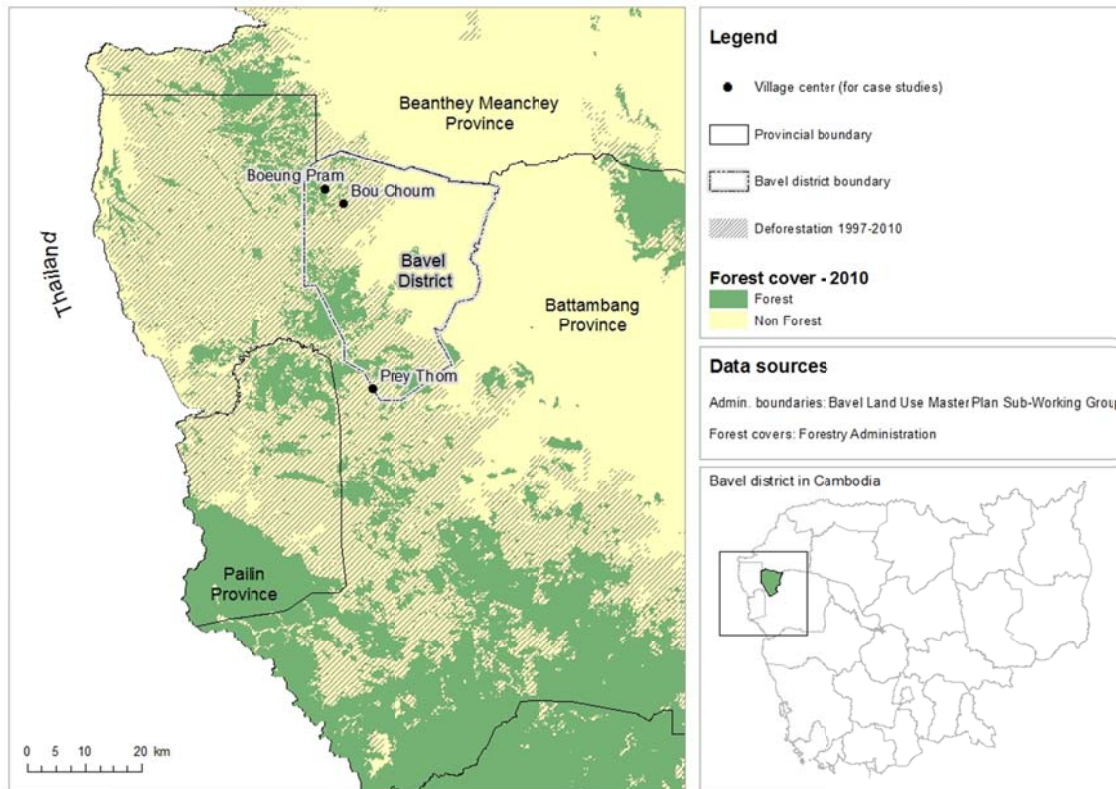 Beanthey Meanchey
Province
Boeung Pram
Bou Choum
Thailand
Bavel
District
Battambang
Province
Prey Thom
Pailin
Province
0 5 10 20 km
Legend
Village center (for case studies)
Provincial boundary
Bavel district boundary
Deforestation 1997-2010
Forest cover - 2010
Forest
Non Forest
Data sources
Admin. boundaries: Bavel Land Use MasterPlan Sub-Working Group
Forest covers: Forestry Administration
Bavel district in Cambodia